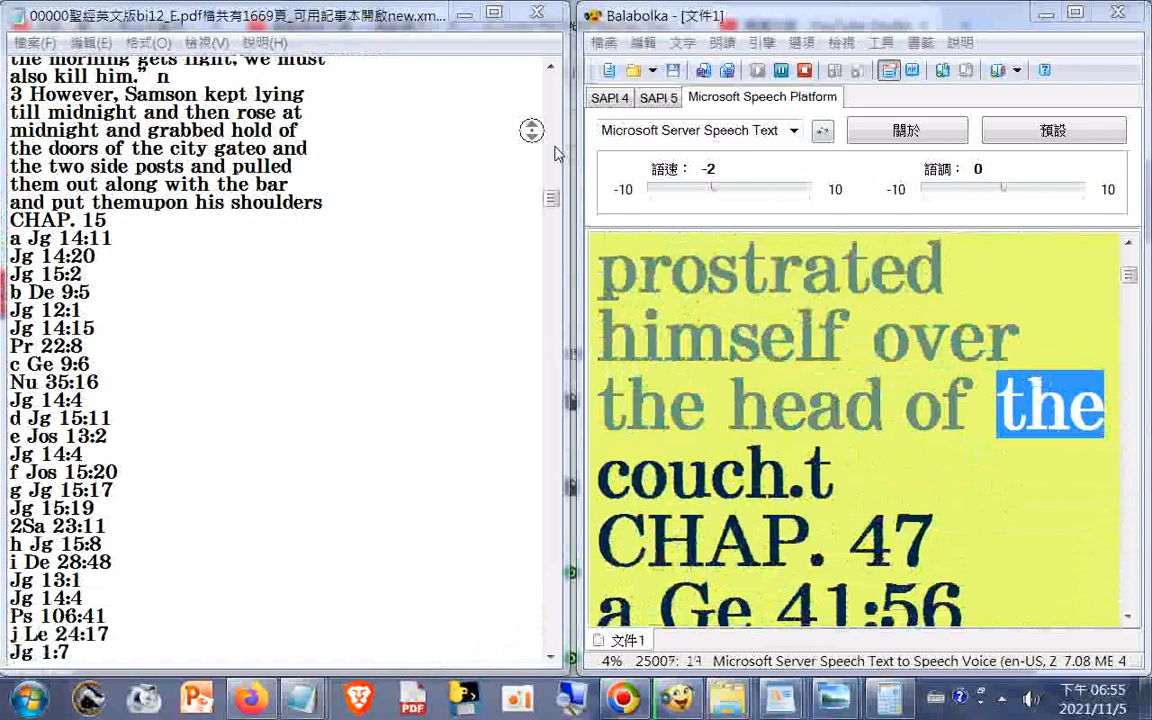 00000聖經英文版bi12_E.pdf檔共有1669頁_可用記事本開啟new.xm...
檔案(F) 編輯(E) 格式(O) 檢視(V) 說明(H)
the morning gets light, we must
also kill him.” n
3 However, Samson kept lying
till midnight and then rose at
midnight and grabbed hold of
the doors of the city gateo and
the two side posts and pulled
them out along with the bar
and put themupon his shoulders
CHAP. 15
a Jg 14:11
Jg 14:20
Jg 15:2
b De 9:5
Jg 12:1
Jg 14:15
Pr 22:8
c Ge 9:6
Nu 35:16
Jg 14:4
d Jg 15:11
e Jos 13:2
Jg 14:4
f Jos 15:20
g Jg 15:17
Jg 15:19
2Sa 23:11
h Jg 15:8
i De 28:48
Jg 13:1
Jg 14:4
Ps 106:41
j Le 24:17
Jg 1:7
Balabolka - [文件1]
檔案 編輯 文字 朗讀 引擎 選項 檢視 工具 書籤 說明
SAPI 4 SAPI 5 Microsoft Speech Platform
Microsoft Server Speech Text 關於 預設
語速： -2 語調： 0
-10 10 -10 10
prostrated
himself over
the head of the
couch.t
CHAP. 47
a Ge 41:56
文件1
4% 25007: 19 Microsoft Server Speech Text to Speech Voice (en-US, Z 7.08 ME 4
PDF
下午 06:55
2021/11/5